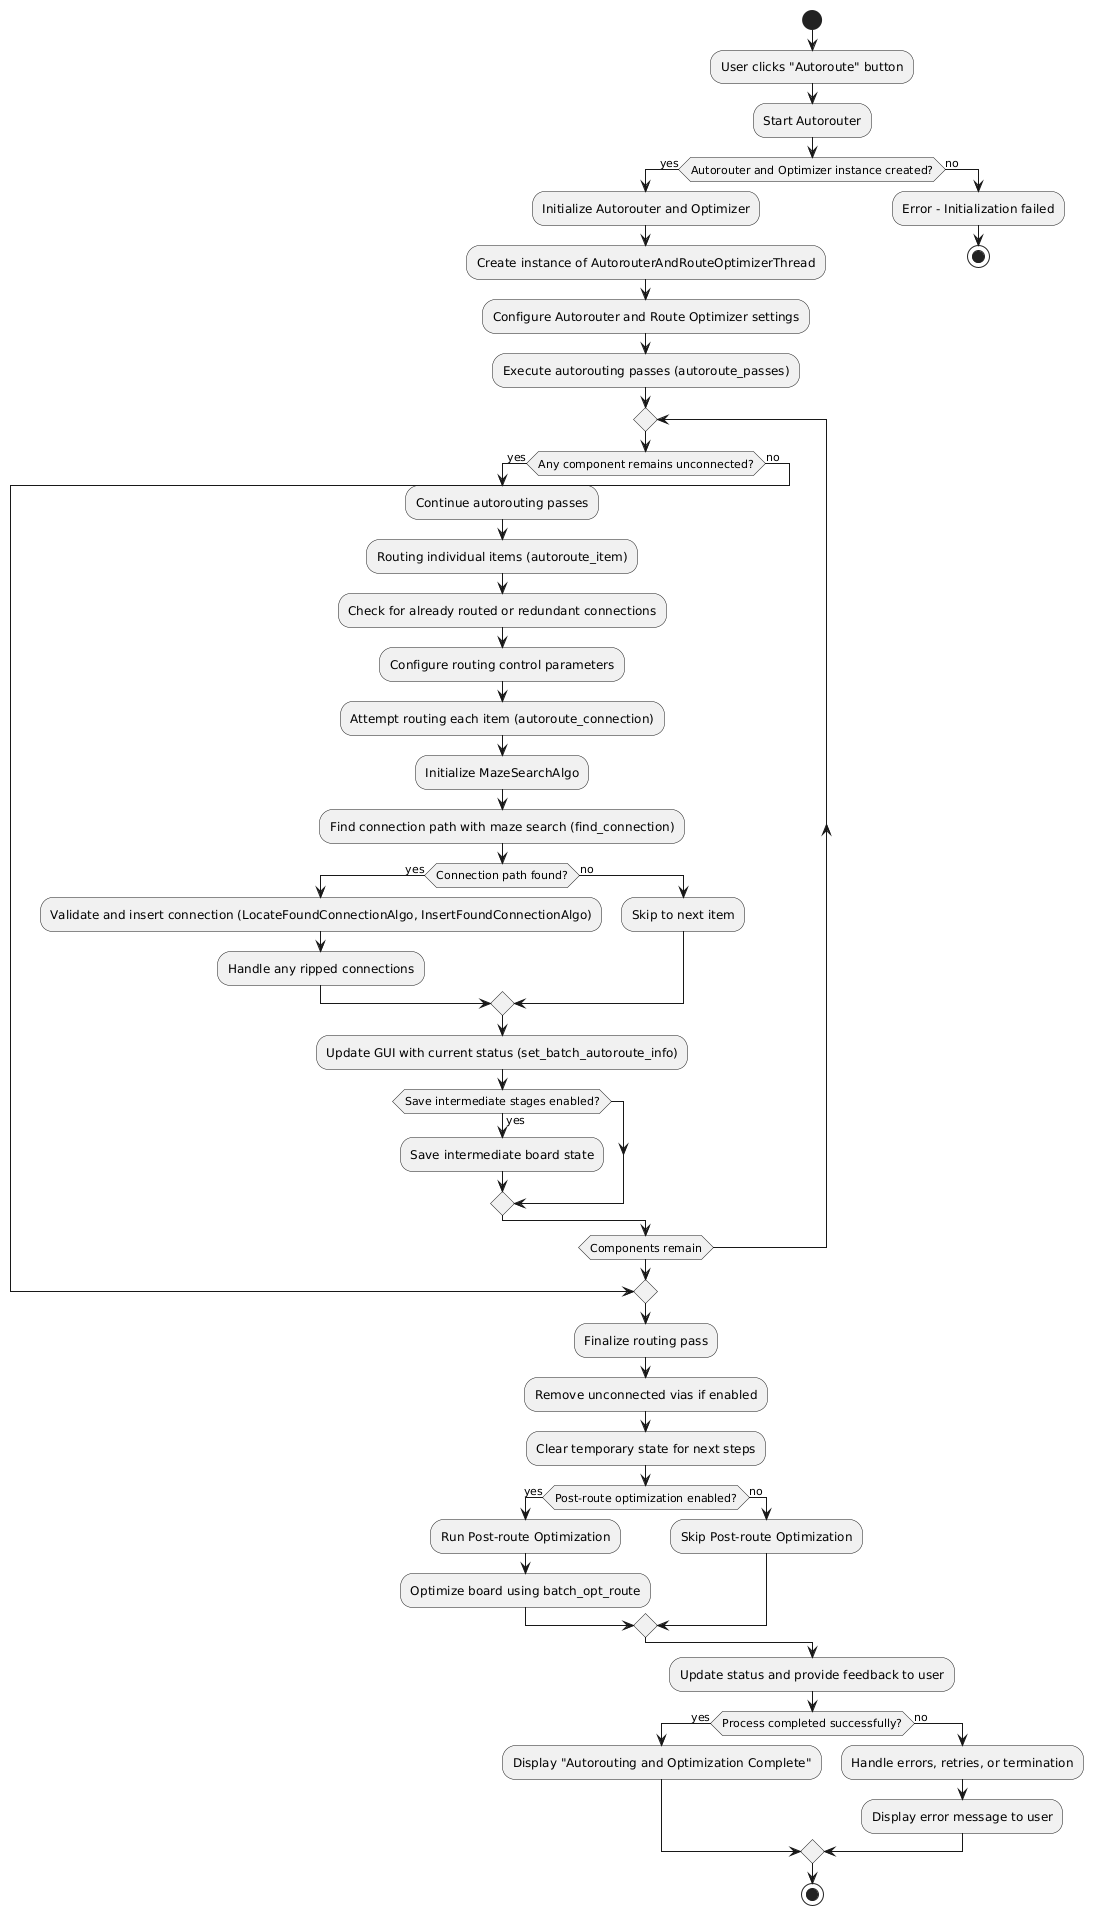 User clicks "Autoroute" button
Start Autorouter
yes
Autorouter and Optimizer instance created?
no
Initialize Autorouter and Optimizer
Error - Initialization failed
Create instance of AutorouterAndRouteOptimizerThread
Configure Autorouter and Route Optimizer settings
Execute autorouting passes (autoroute_passes)
yes
Any component remains unconnected?
no
Continue autorouting passes
Routing individual items (autoroute_item)
Check for already routed or redundant connections
Configure routing control parameters
Attempt routing each item (autoroute_connection)
Initialize MazeSearchAlgo
Find connection path with maze search (find_connection)
yes
Connection path found?
no
Validate and insert connection (LocateFoundConnectionAlgo, InsertFoundConnectionAlgo)
Skip to next item
Handle any ripped connections
Update GUI with current status (set_batch_autoroute_info)
Save intermediate stages enabled?
yes
Save intermediate board state
Components remain
Finalize routing pass
Remove unconnected vias if enabled
Clear temporary state for next steps
yes
Post-route optimization enabled?
no
Run Post-route Optimization
Skip Post-route Optimization
Optimize board using batch_opt_route
Update status and provide feedback to user
yes
Process completed successfully?
no
Display "Autorouting and Optimization Complete"
Handle errors, retries, or termination
Display error message to user